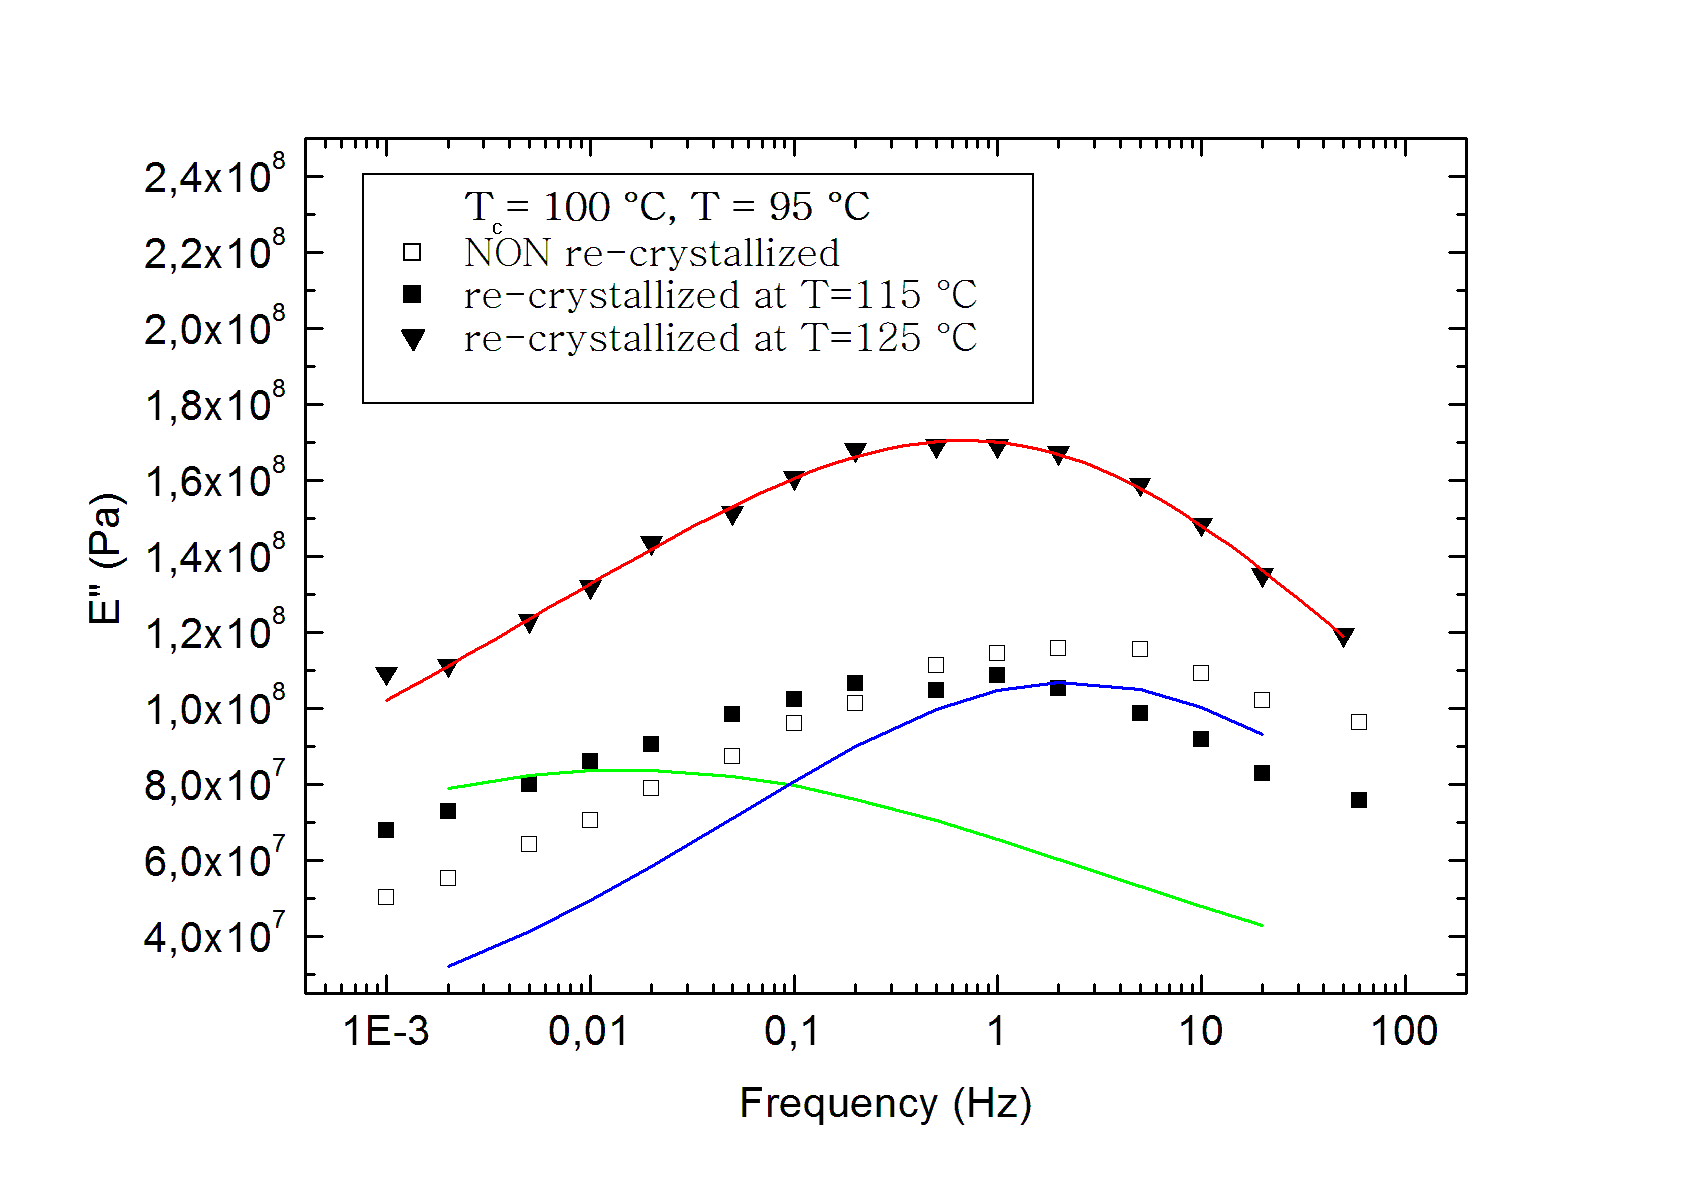 T_c = 100 °C, T = 95 °C
NON re-crystallized
re-crystallized at T=115 °C
re-crystallized at T=125 °C
2,4x10^8
2,2x10^8
2,0x10^8
1,8x10^8
1,6x10^8
1,4x10^8
1,2x10^8
1,0x10^8
8,0x10^7
6,0x10^7
4,0x10^7
E" (Pa)
1E-3 0,01 0,1 1 10 100
Frequency (Hz)